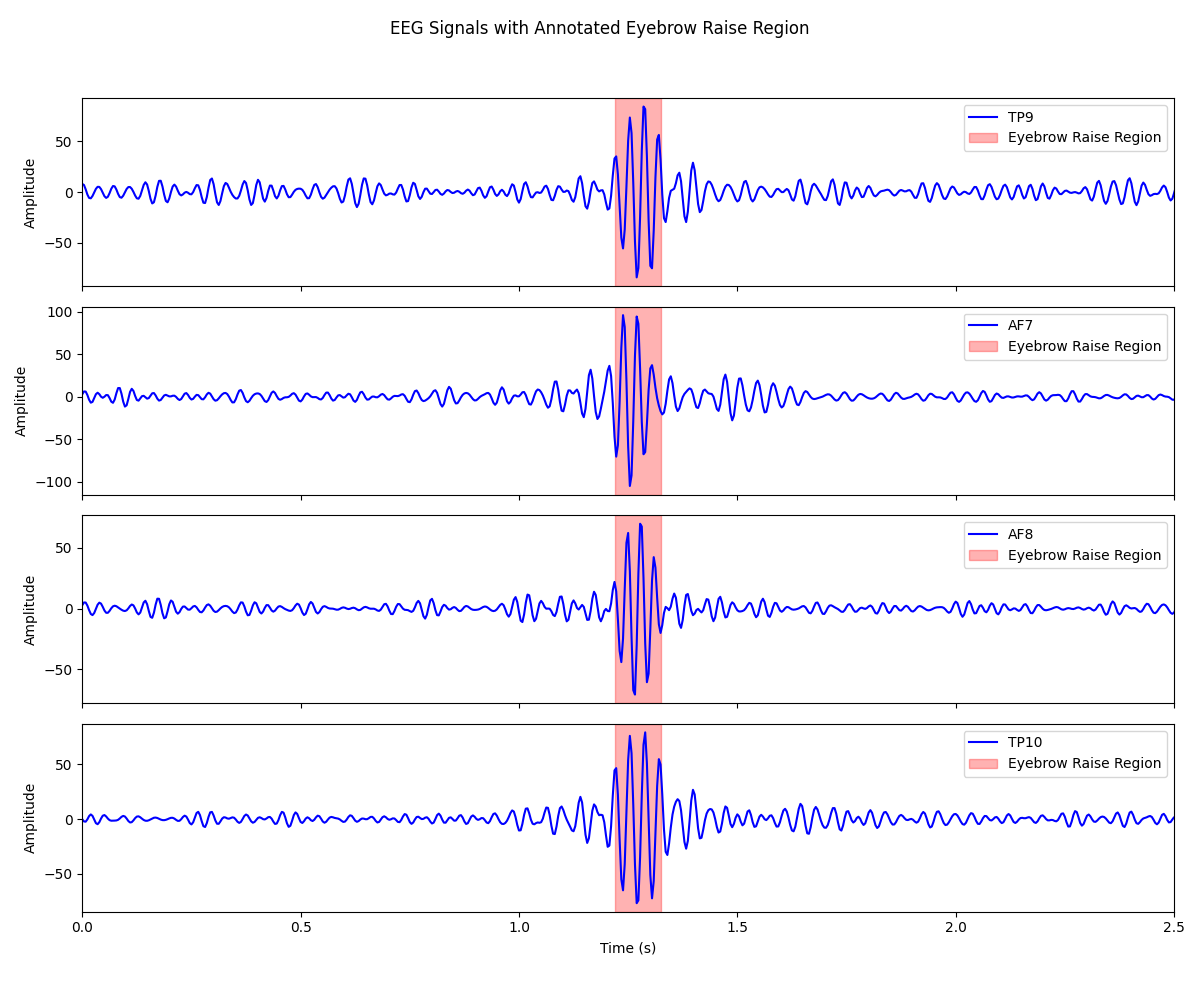 EEG Signals with Annotated Eyebrow Raise Region
TP9
Eyebrow Raise Region
50
0
−50
Amplitude
AF7
Eyebrow Raise Region
100
50
0
−50
−100
Amplitude
AF8
Eyebrow Raise Region
50
0
−50
Amplitude
TP10
Eyebrow Raise Region
50
0
−50
Amplitude
0.0 0.5 1.0 1.5 2.0 2.5
Time (s)